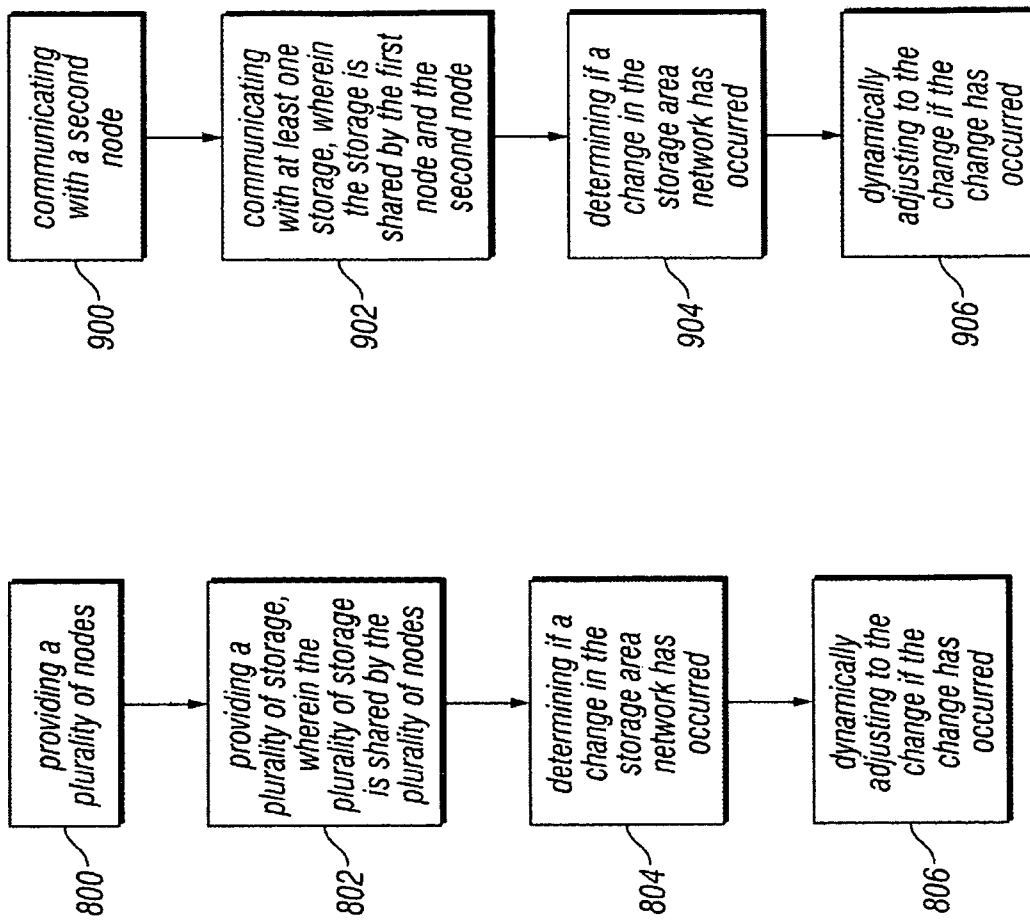 800
providing a
plurality of nodes
802
providing a
plurality of storage,
wherein the
plurality of storage
is shared by the
plurality of nodes
804
determining if a
change in the
storage area
network has
occurred
806
dynamically
adjusting to the
change if the
change has
occurred
900
communicating
with a second
node
902
communicating
with at least one
storage, wherein
the storage is
shared by the first
node and the
second node
904
determining if a
change in the
storage area
network has
occurred
906
dynamically
adjusting to the
change if the
change has
occurred